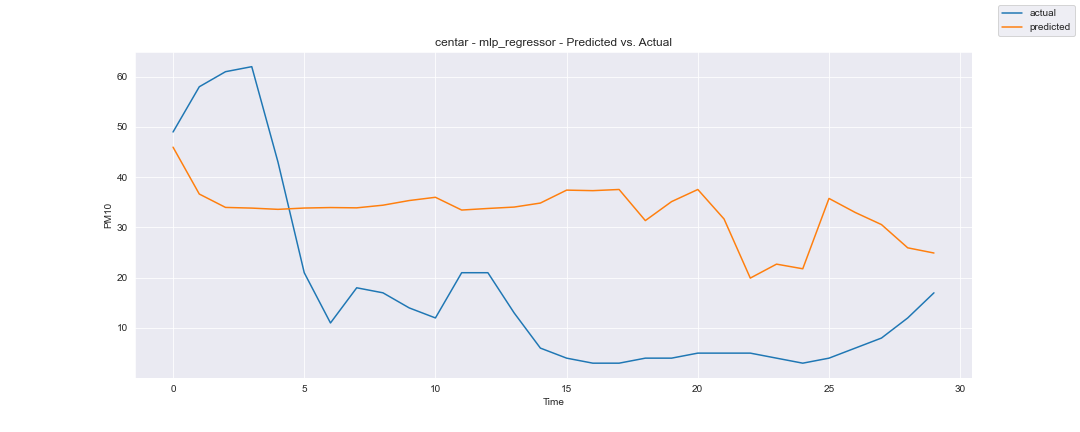 actual
predicted
centar - mlp_regressor - Predicted vs. Actual
60
50
40
30
20
10
PM10
0 5 10 15 20 25 30
Time